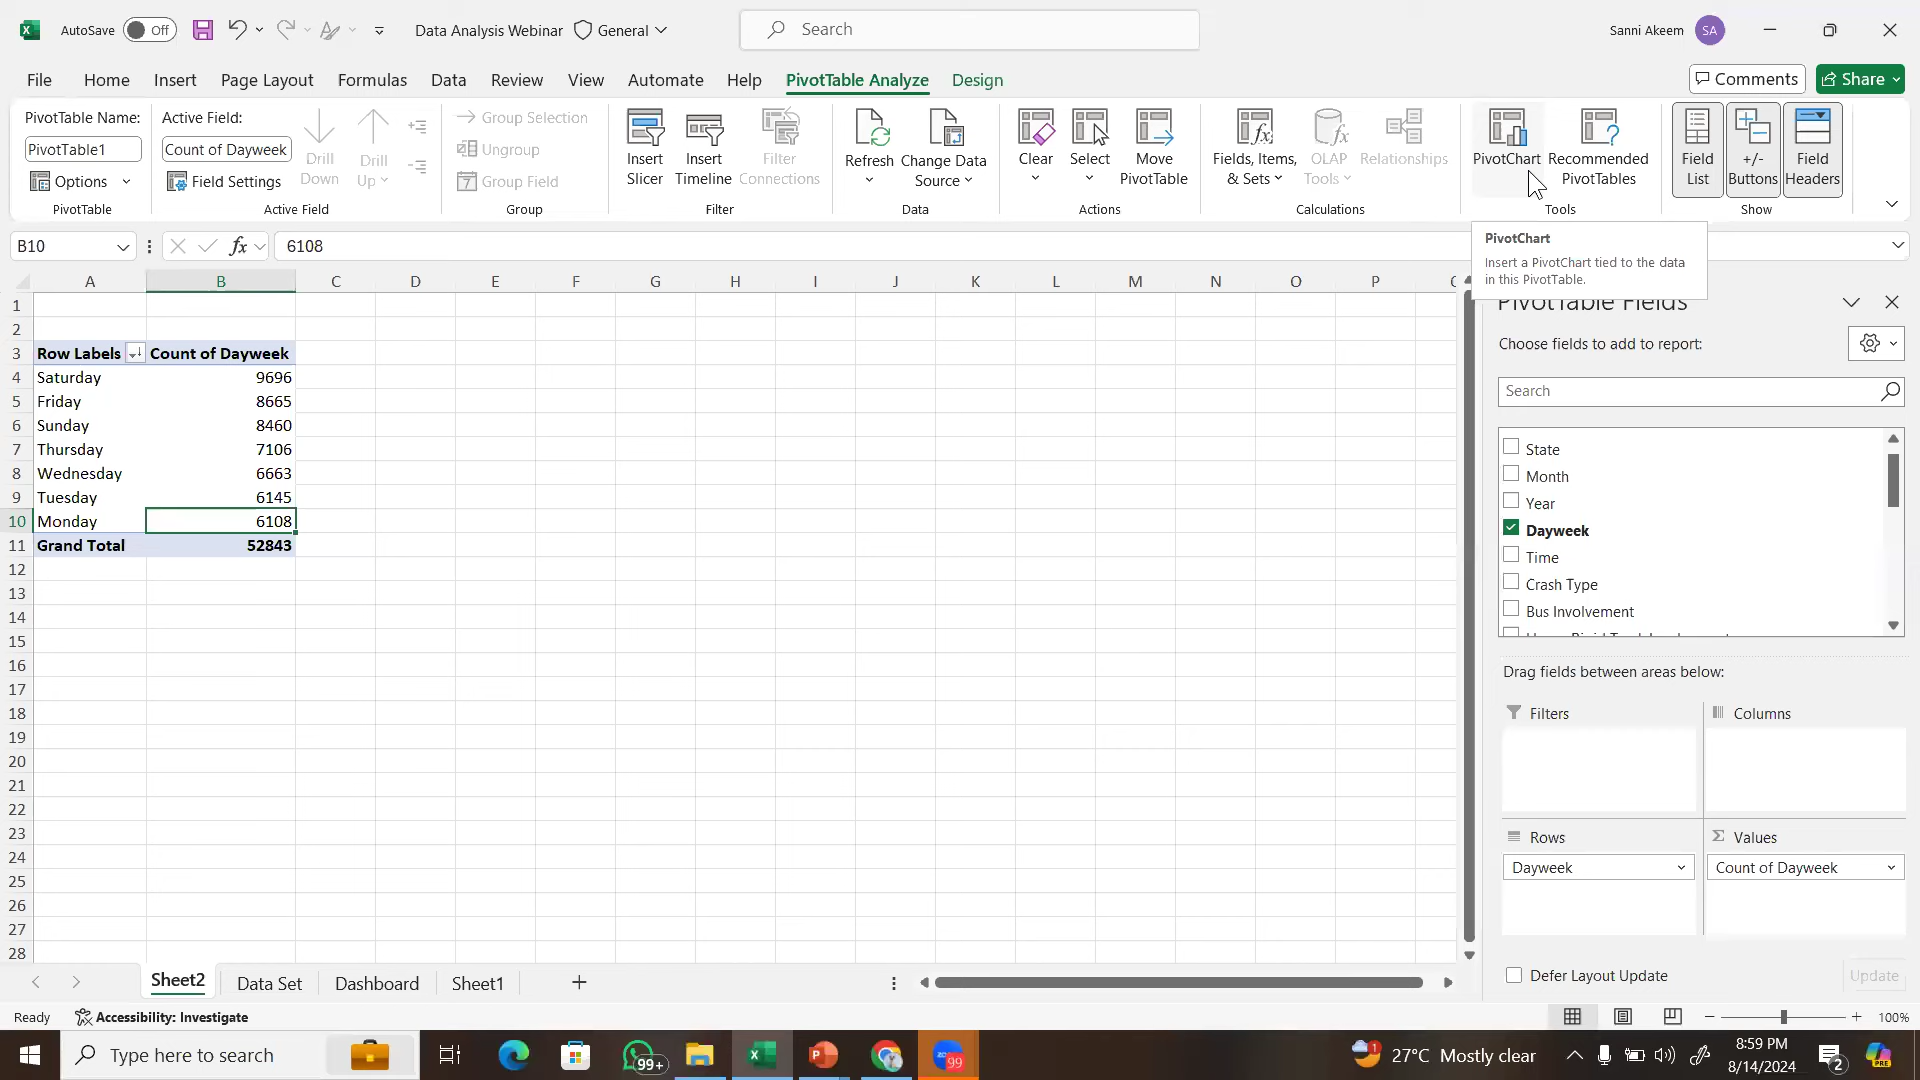 AutoSave Off Data Analysis Webinar General Search Sanni Akeem SA
File Home Insert Page Layout Formulas Data Review View Automate Help PivotTable Analyze Design Comments Share
PivotTable Name:
PivotTable1
Options
PivotTable
Active Field:
Count of Dayweek
Field Settings
Drill Down
Drill Up
Active Field
Group Selection
Ungroup
Group Field
Group
Insert Slicer
Insert Timeline
Filter Connections
Filter
Refresh
Change Data Source
Data
Clear
Select
Move PivotTable
Actions
Fields, Items, & Sets
OLAP Tools
Relationships
Calculations
PivotChart
Recommended PivotTables
Tools
Field List
+/- Buttons
Field Headers
Show
B10 fx 6108
PivotChart
Insert a PivotChart tied to the data
in this PivotTable.
A B C D E F G H I J K L M N O P
1
2
3 Row Labels Count of Dayweek
4 Saturday 9696
5 Friday 8665
6 Sunday 8460
7 Thursday 7106
8 Wednesday 6663
9 Tuesday 6145
10 Monday 6108
11 Grand Total 52843
12
13
14
15
16
17
18
19
20
21
22
23
24
25
26
27
28
PivotTable Fields
Choose fields to add to report:
Search
State
Month
Year
Dayweek
Time
Crash Type
Bus Involvement
Drag fields between areas below:
Filters Columns
Rows Values
Dayweek Count of Dayweek
Defer Layout Update Update
Sheet2 Data Set Dashboard Sheet1
Ready Accessibility: Investigate 100%
Type here to search 99+ 99 27°C Mostly clear 8:59 PM
8/14/2024 2 PRE